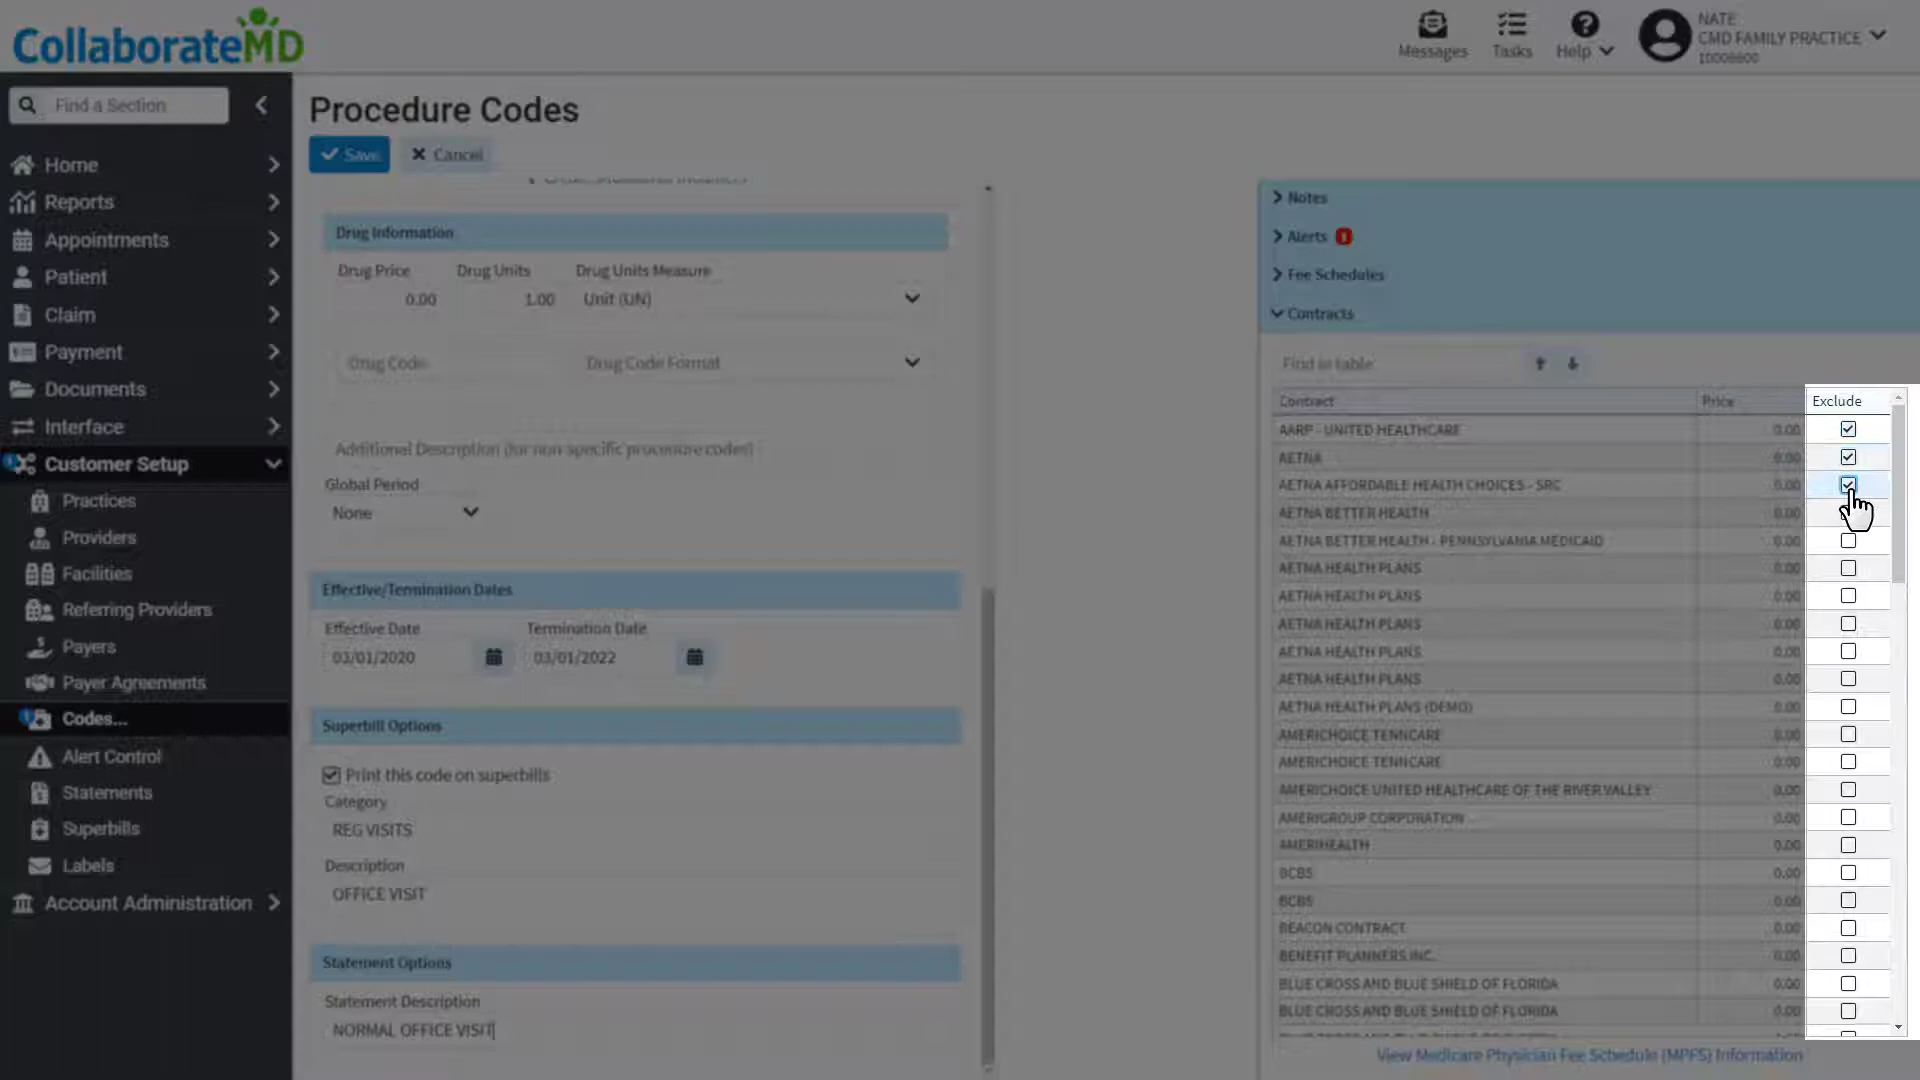 CollaborateMD
Messages
Tasks
Help
NATE
CMD FAMILY PRACTICE
Find a Section
Home
Reports
Appointments
Patient
Claim
Payment
Documents
Interface
Customer Setup
Practices
Providers
Facilities
Referring Providers
Payers
Payer Agreements
Codes...
Alert Control
Statements
Superbills
Labels
Account Administration
Procedure Codes
Save
Cancel
Drug Information
Drug Price
Drug Units
Drug Units Measure
0.00
1.00
Unit (UN)
Drug Code
Drug Code Format
Additional Description (for non-specific procedure codes)
Global Period
None
Effective/Termination Dates
Effective Date
Termination Date
03/01/2020
03/01/2022
Superbill Options
Print this code on superbills
Category
REG VISITS
Description
OFFICE VISIT
Statement Options
Statement Description
NORMAL OFFICE VISIT
Notes
Alerts
Fee Schedules
Contracts
Find in table
Contract Price Exclude
AARP - UNITED HEALTHCARE 0.00
AETNA 0.00
AETNA AFFORDABLE HEALTH CHOICES - SRC 0.00
AETNA BETTER HEALTH 0.00
AETNA BETTER HEALTH - PENNSYLVANIA MEDICAID 0.00
AETNA HEALTH PLANS 0.00
AETNA HEALTH PLANS 0.00
AETNA HEALTH PLANS 0.00
AETNA HEALTH PLANS 0.00
AETNA HEALTH PLANS 0.00
AETNA HEALTH PLANS (DEMO) 0.00
AMERICHOICE TENNCARE 0.00
AMERICHOICE TENNCARE 0.00
AMERICHOICE UNITED HEALTHCARE OF THE RIVER VALLEY 0.00
AMERIGROUP CORPORATION 0.00
AMERIHEALTH 0.00
BCBS 0.00
BCBS 0.00
BEACON CONTRACT 0.00
BENEFIT PLANNERS INC. 0.00
BLUE CROSS AND BLUE SHIELD OF FLORIDA 0.00
BLUE CROSS AND BLUE SHIELD OF FLORIDA 0.00
View Medicare Physician Fee Schedule (MPFS) Information